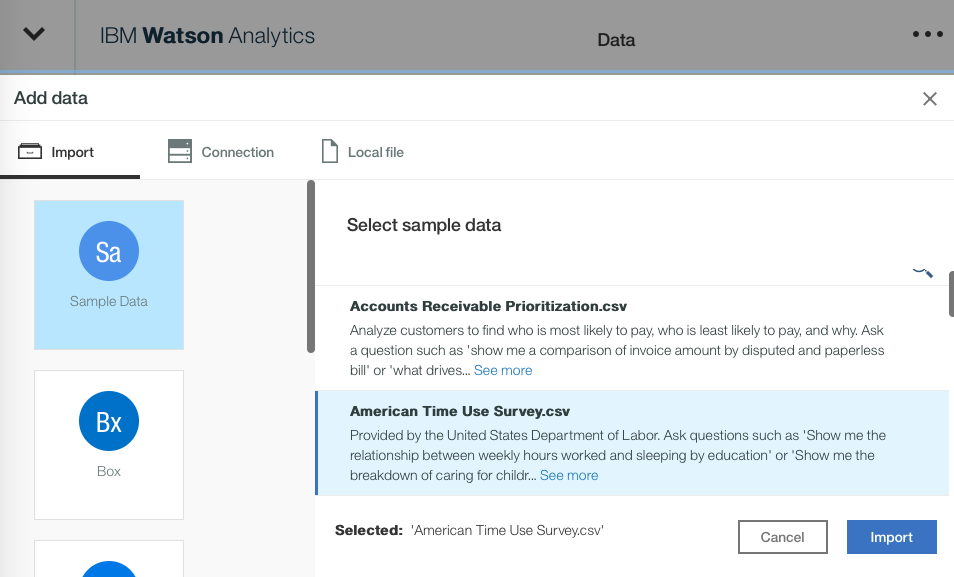 IBM Watson Analytics
Data
Add data
Import
Connection
Local file
Sa
Sample Data
Bx
Box
Select sample data
Accounts Receivable Prioritization.csv
Analyze customers to find who is most likely to pay, who is least likely to pay, and why. Ask
a question such as 'show me a comparison of invoice amount by disputed and paperless
bill' or 'what drives... See more
American Time Use Survey.csv
Provided by the United States Department of Labor. Ask questions such as 'Show me the
relationship between weekly hours worked and sleeping by education' or 'Show me the
breakdown of caring for childr... See more
Selected: 'American Time Use Survey.csv'
Cancel
Import